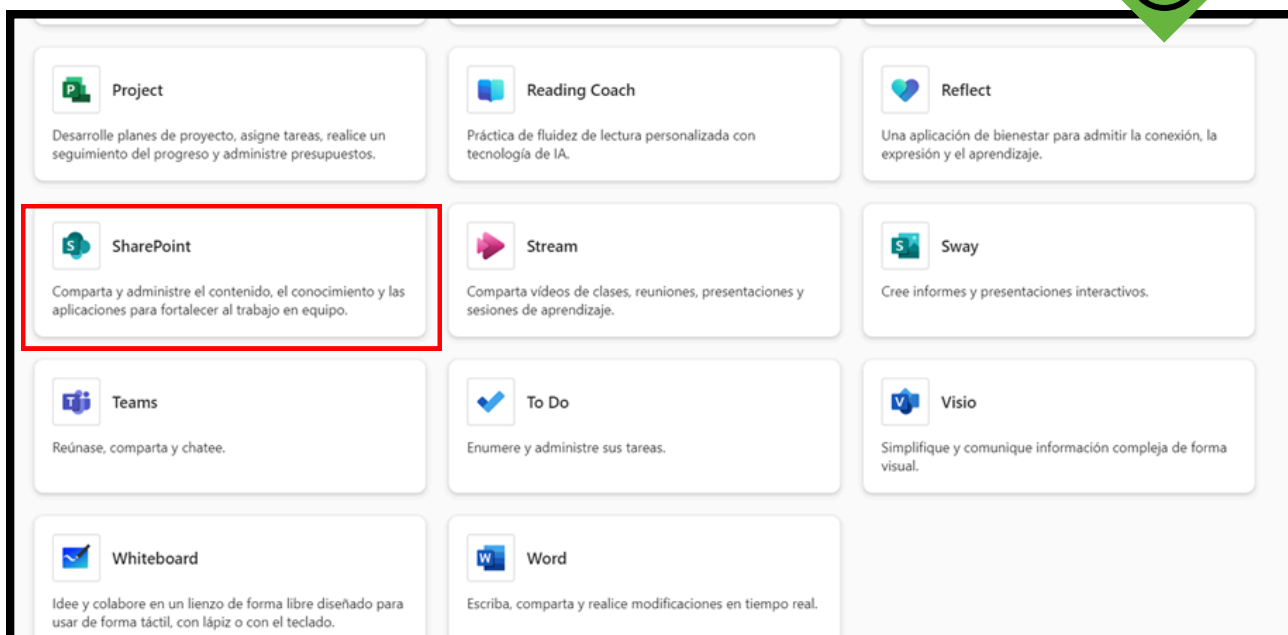 Project
Desarrolle planes de proyecto, asigne tareas, realice un
seguimiento del progreso y administre presupuestos.
Reading Coach
Práctica de fluidez de lectura personalizada con
tecnología de IA.
Reflect
Una aplicación de bienestar para admitir la conexión, la
expresión y el aprendizaje.
SharePoint
Comparta y administre el contenido, el conocimiento y las
aplicaciones para fortalecer al trabajo en equipo.
Stream
Comparta vídeos de clases, reuniones, presentaciones y
sesiones de aprendizaje.
Sway
Cree informes y presentaciones interactivos.
Teams
Reúnase, comparta y chatee.
To Do
Enumere y administre sus tareas.
Visio
Simplifique y comunique información compleja de forma
visual.
Whiteboard
Idee y colabore en un lienzo de forma libre diseñado para
usar de forma táctil, con lápiz o con el teclado.
Word
Escriba, comparta y realice modificaciones en tiempo real.